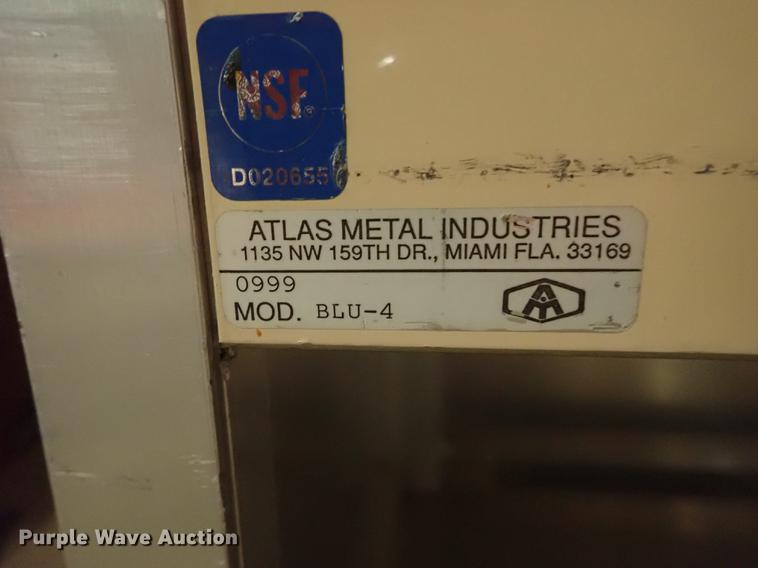 NSF®
D020655
ATLAS METAL INDUSTRIES
1135 NW 159TH DR., MIAMI FLA. 33169
0999
MOD. BLU-4
AM
Purple Wave Auction®